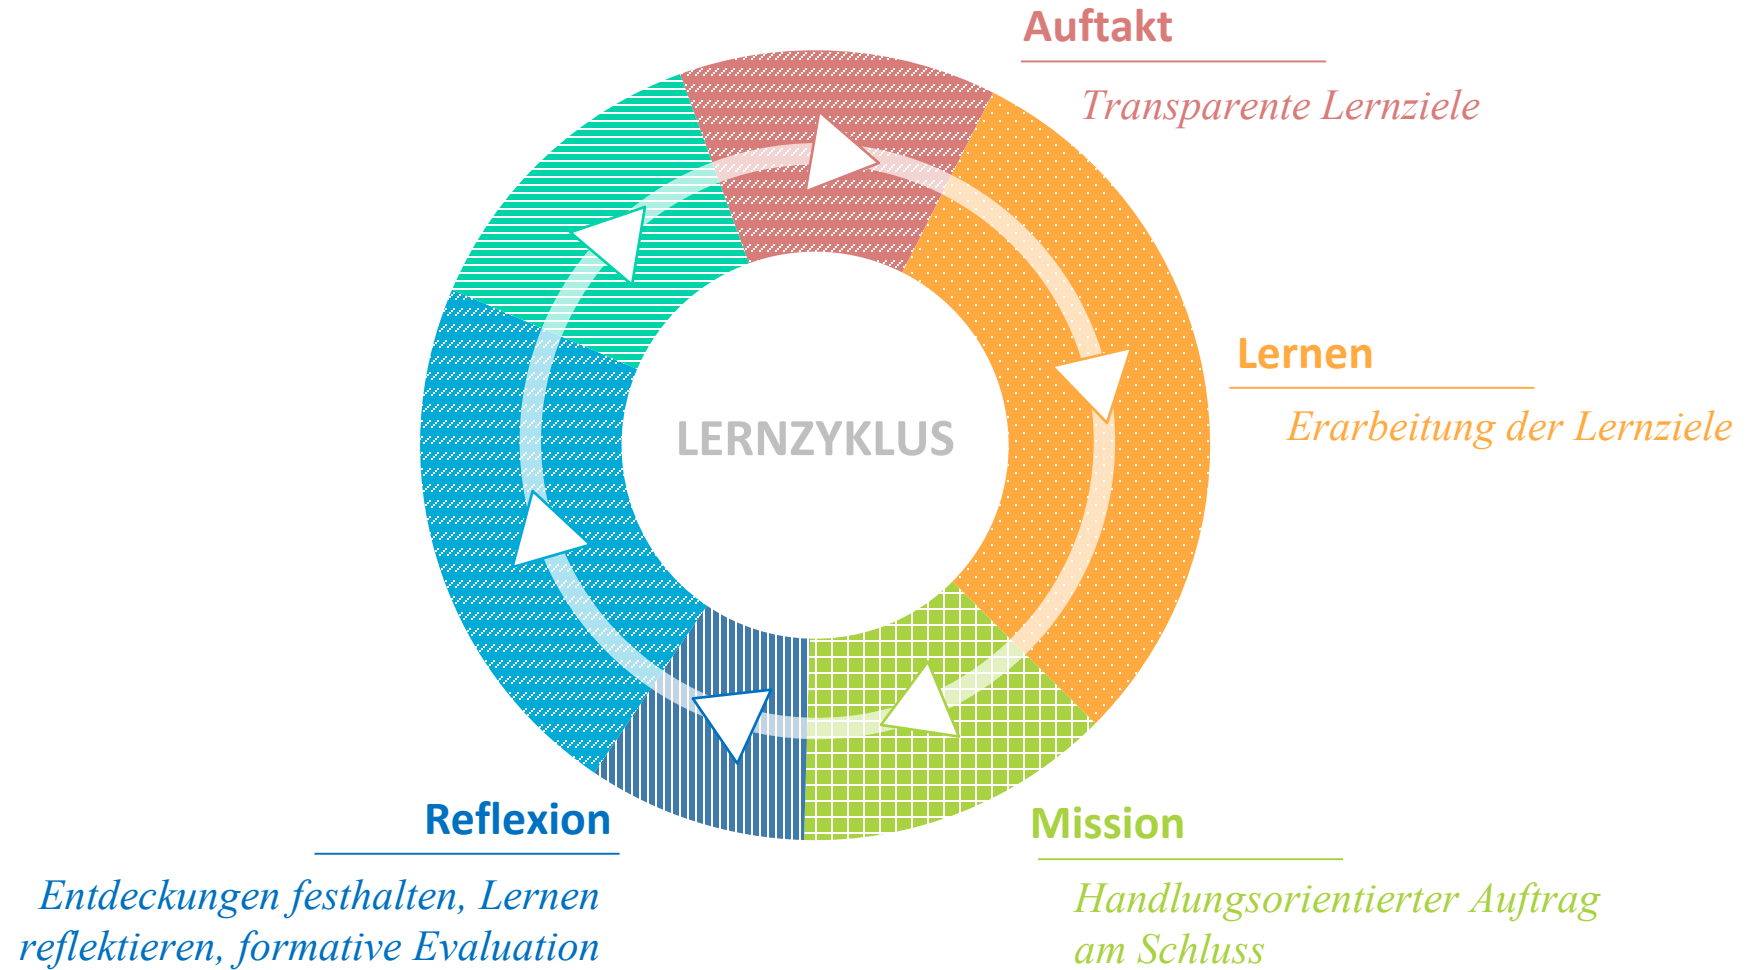 Auftakt
Transparente Lernziele
Lernen
Erarbeitung der Lernziele
LERNZYKLUS
Mission
Handlungsorientierter Auftrag
am Schluss
Reflexion
Entdeckungen festhalten, Lernen
reflektieren, formative Evaluation